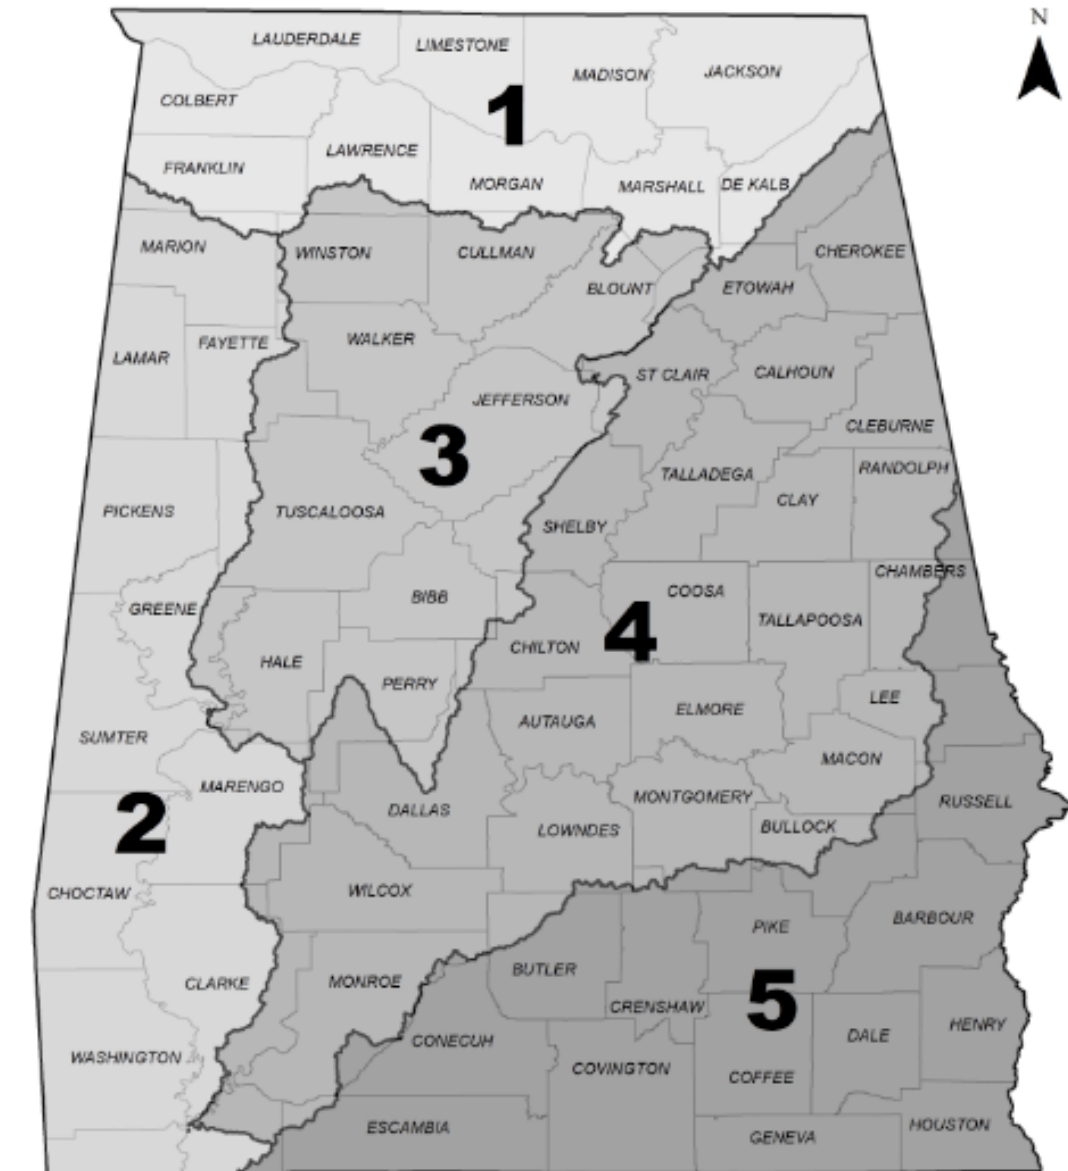 N
LAUDERDALE
LIMESTONE
MADISON
JACKSON
COLBERT
1
LAWRENCE
FRANKLIN
MORGAN
MARSHALL
DE KALB
MARION
WINSTON
CULLMAN
CHEROKEE
BLOUNT
ETOWAH
FAYETTE
WALKER
LAMAR
ST CLAIR
CALHOUN
JEFFERSON
CLEBURNE
3
TALLADEGA
RANDOLPH
CLAY
PICKENS
TUSCALOOSA
SHELBY
CHAMBERS
GREENE
BIBB
COOSA
TALLAPOOSA
4
CHILTON
HALE
PERRY
LEE
SUMTER
AUTAUGA
ELMORE
MACON
MARENGO
2
DALLAS
MONTGOMERY
RUSSELL
LOWNDES
BULLOCK
CHOCTAW
WILCOX
PIKE
BARBOUR
CLARKE
MONROE
BUTLER
5
CRENSHAW
HENRY
DALE
WASHINGTON
CONECUH
COVINGTON
COFFEE
ESCAMBIA
GENEVA
HOUSTON